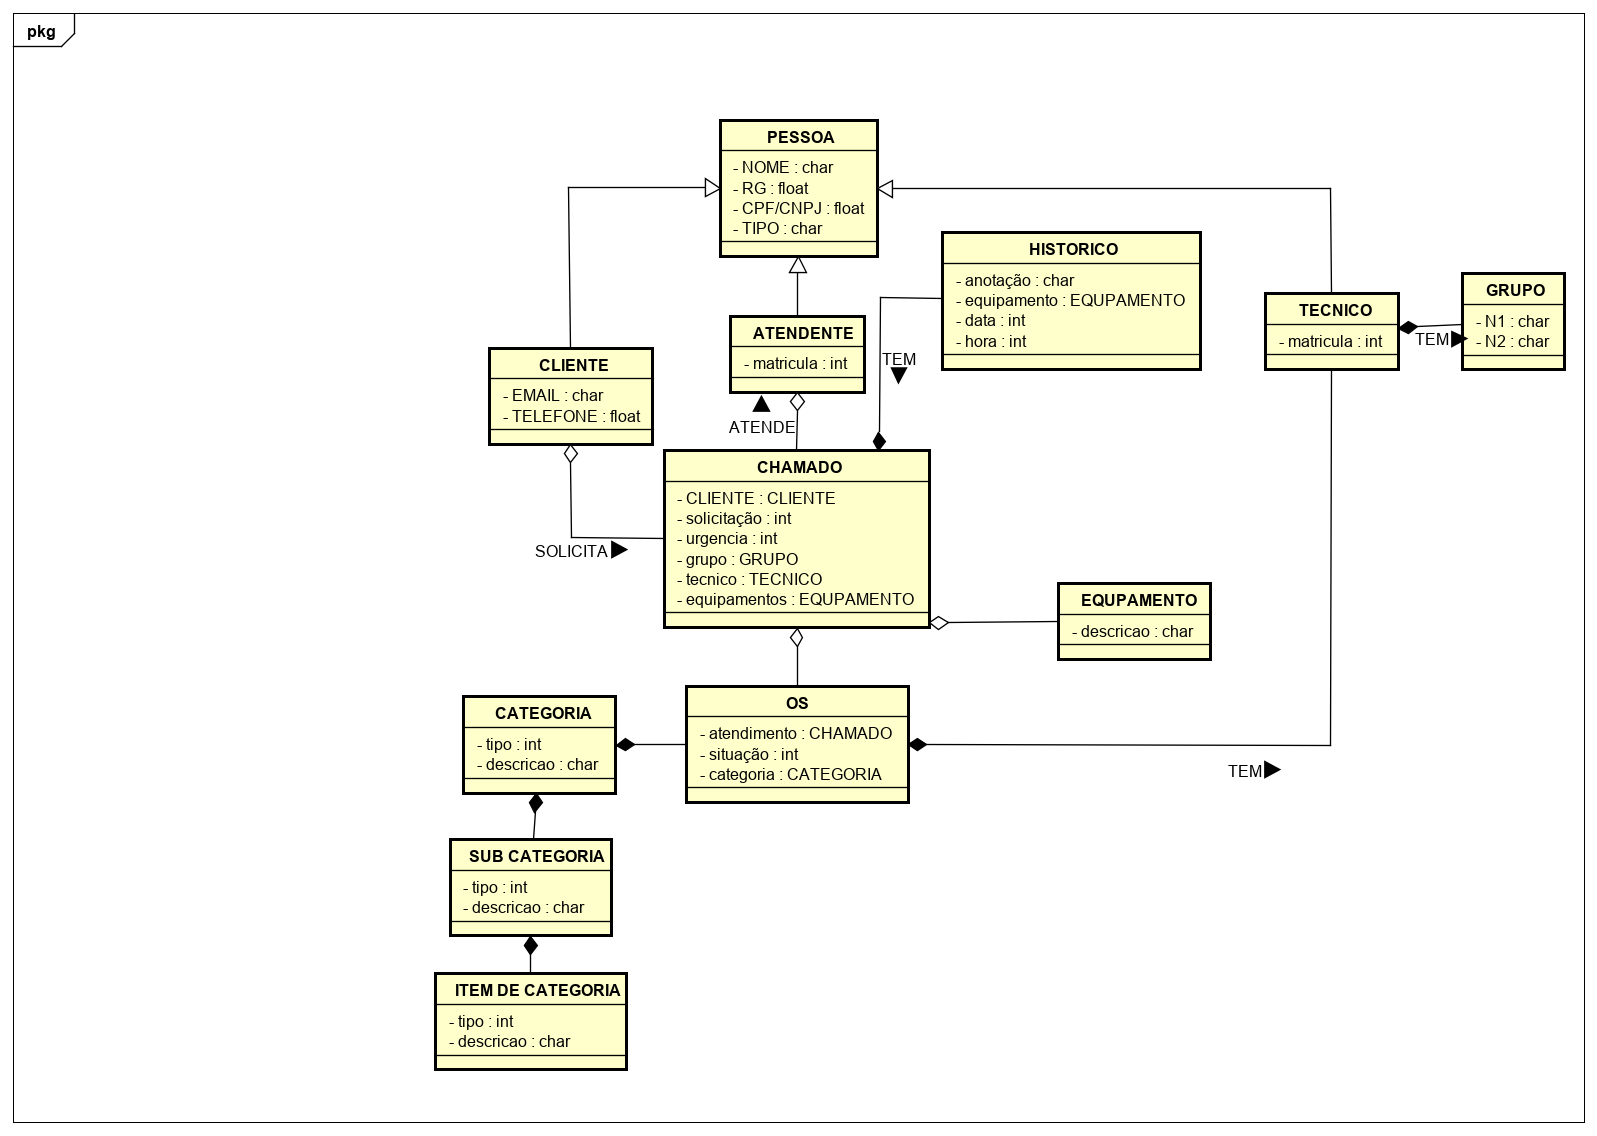 pkg
PESSOA
- NOME : char
- RG : float
- CPF/CNPJ : float
- TIPO : char
HISTORICO
- anotação : char
- equipamento : EQUPAMENTO
- data : int
- hora : int
GRUPO
- N1 : char
- N2 : char
TECNICO
- matricula : int
TEM
ATENDENTE
- matricula : int
CLIENTE
- EMAIL : char
- TELEFONE : float
TEM
ATENDE
CHAMADO
- CLIENTE : CLIENTE
- solicitação : int
- urgencia : int
- grupo : GRUPO
- tecnico : TECNICO
- equipamentos : EQUPAMENTO
SOLICITA
EQUPAMENTO
- descricao : char
OS
- atendimento : CHAMADO
- situação : int
- categoria : CATEGORIA
CATEGORIA
- tipo : int
- descricao : char
TEM
SUB CATEGORIA
- tipo : int
- descricao : char
ITEM DE CATEGORIA
- tipo : int
- descricao : char